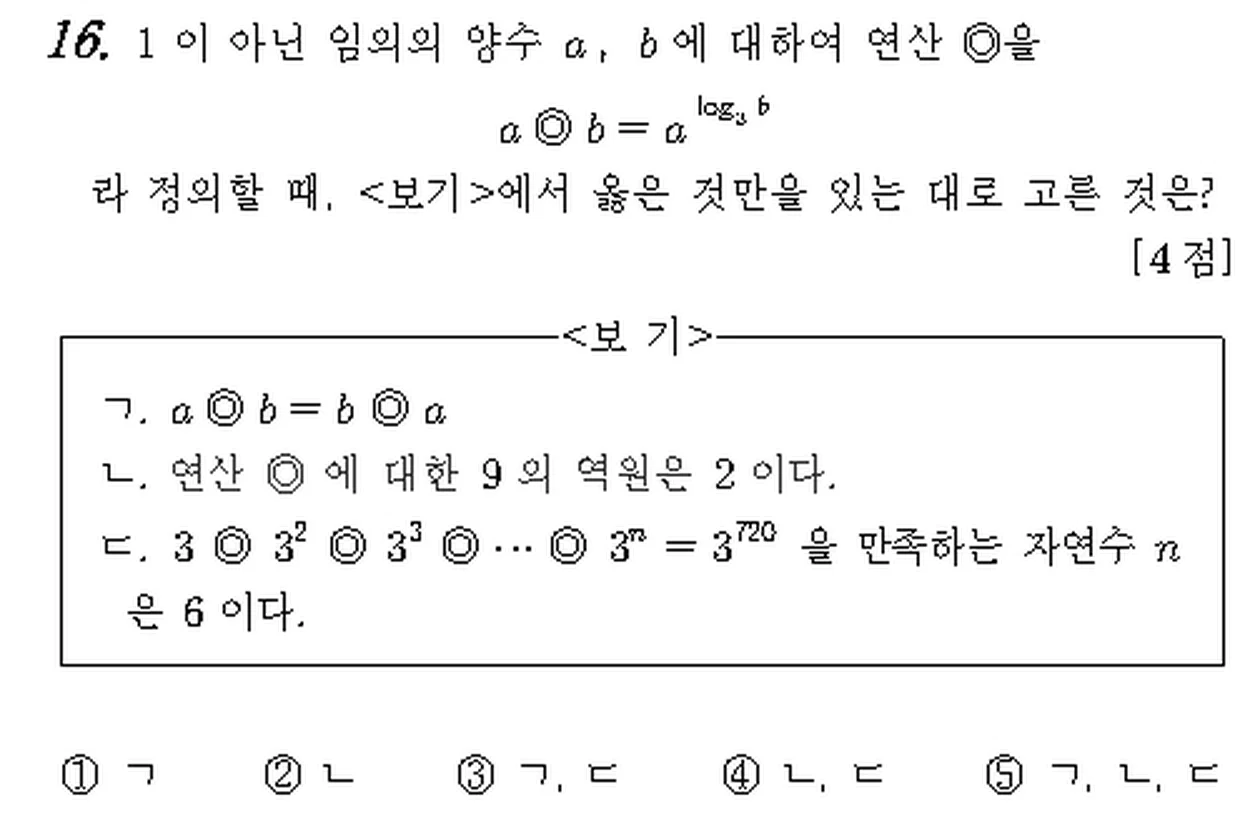 16. 1 이 아닌 임의의 양수 a, b 에 대하여 연산 ◎을
a ◎ b = a^{log_3 b}
라 정의할 때, <보기>에서 옳은 것만을 있는 대로 고른 것은?
[4 점]
<보 기>
ㄱ. a ◎ b = b ◎ a
ㄴ. 연산 ◎ 에 대한 9 의 역원은 2 이다.
ㄷ. 3 ◎ 3^2 ◎ 3^3 ◎ ⋯ ◎ 3^n = 3^{720} 을 만족하는 자연수 n
은 6 이다.
① ㄱ ② ㄴ ③ ㄱ, ㄷ ④ ㄴ, ㄷ ⑤ ㄱ, ㄴ, ㄷ